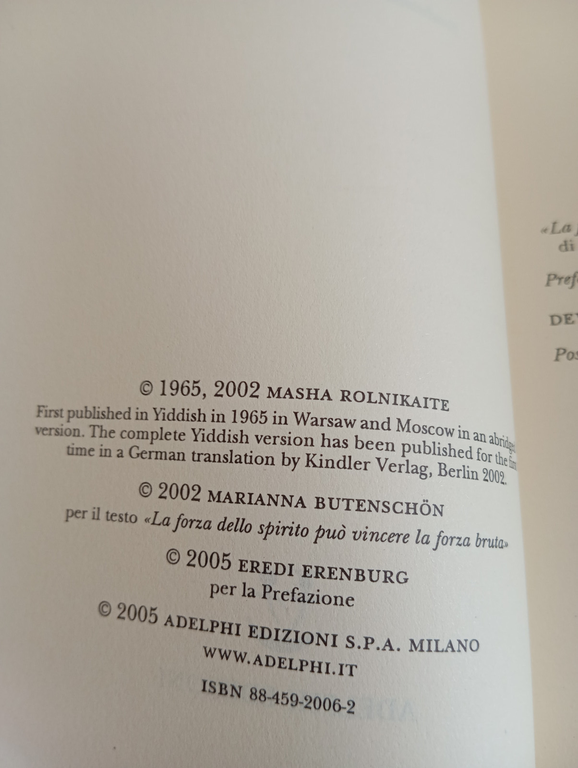 © 1965, 2002 MASHA ROLNIKAITE
First published in Yiddish in 1965 in Warsaw and Moscow in an
version. The complete Yiddish version has been published for the
time in a German translation by Kindler Verlag, Berlin 2002.
© 2002 MARIANNA BUTENSCHÖN
per il testo «La forza dello spirito può vincere la forza bruta»
© 2005 EREDI ERENBURG
per la Prefazione
© 2005 ADELPHI EDIZIONI S.P.A. MILANO
WWW.ADELPHI.IT
ISBN 88-459-2006-2
«La
di